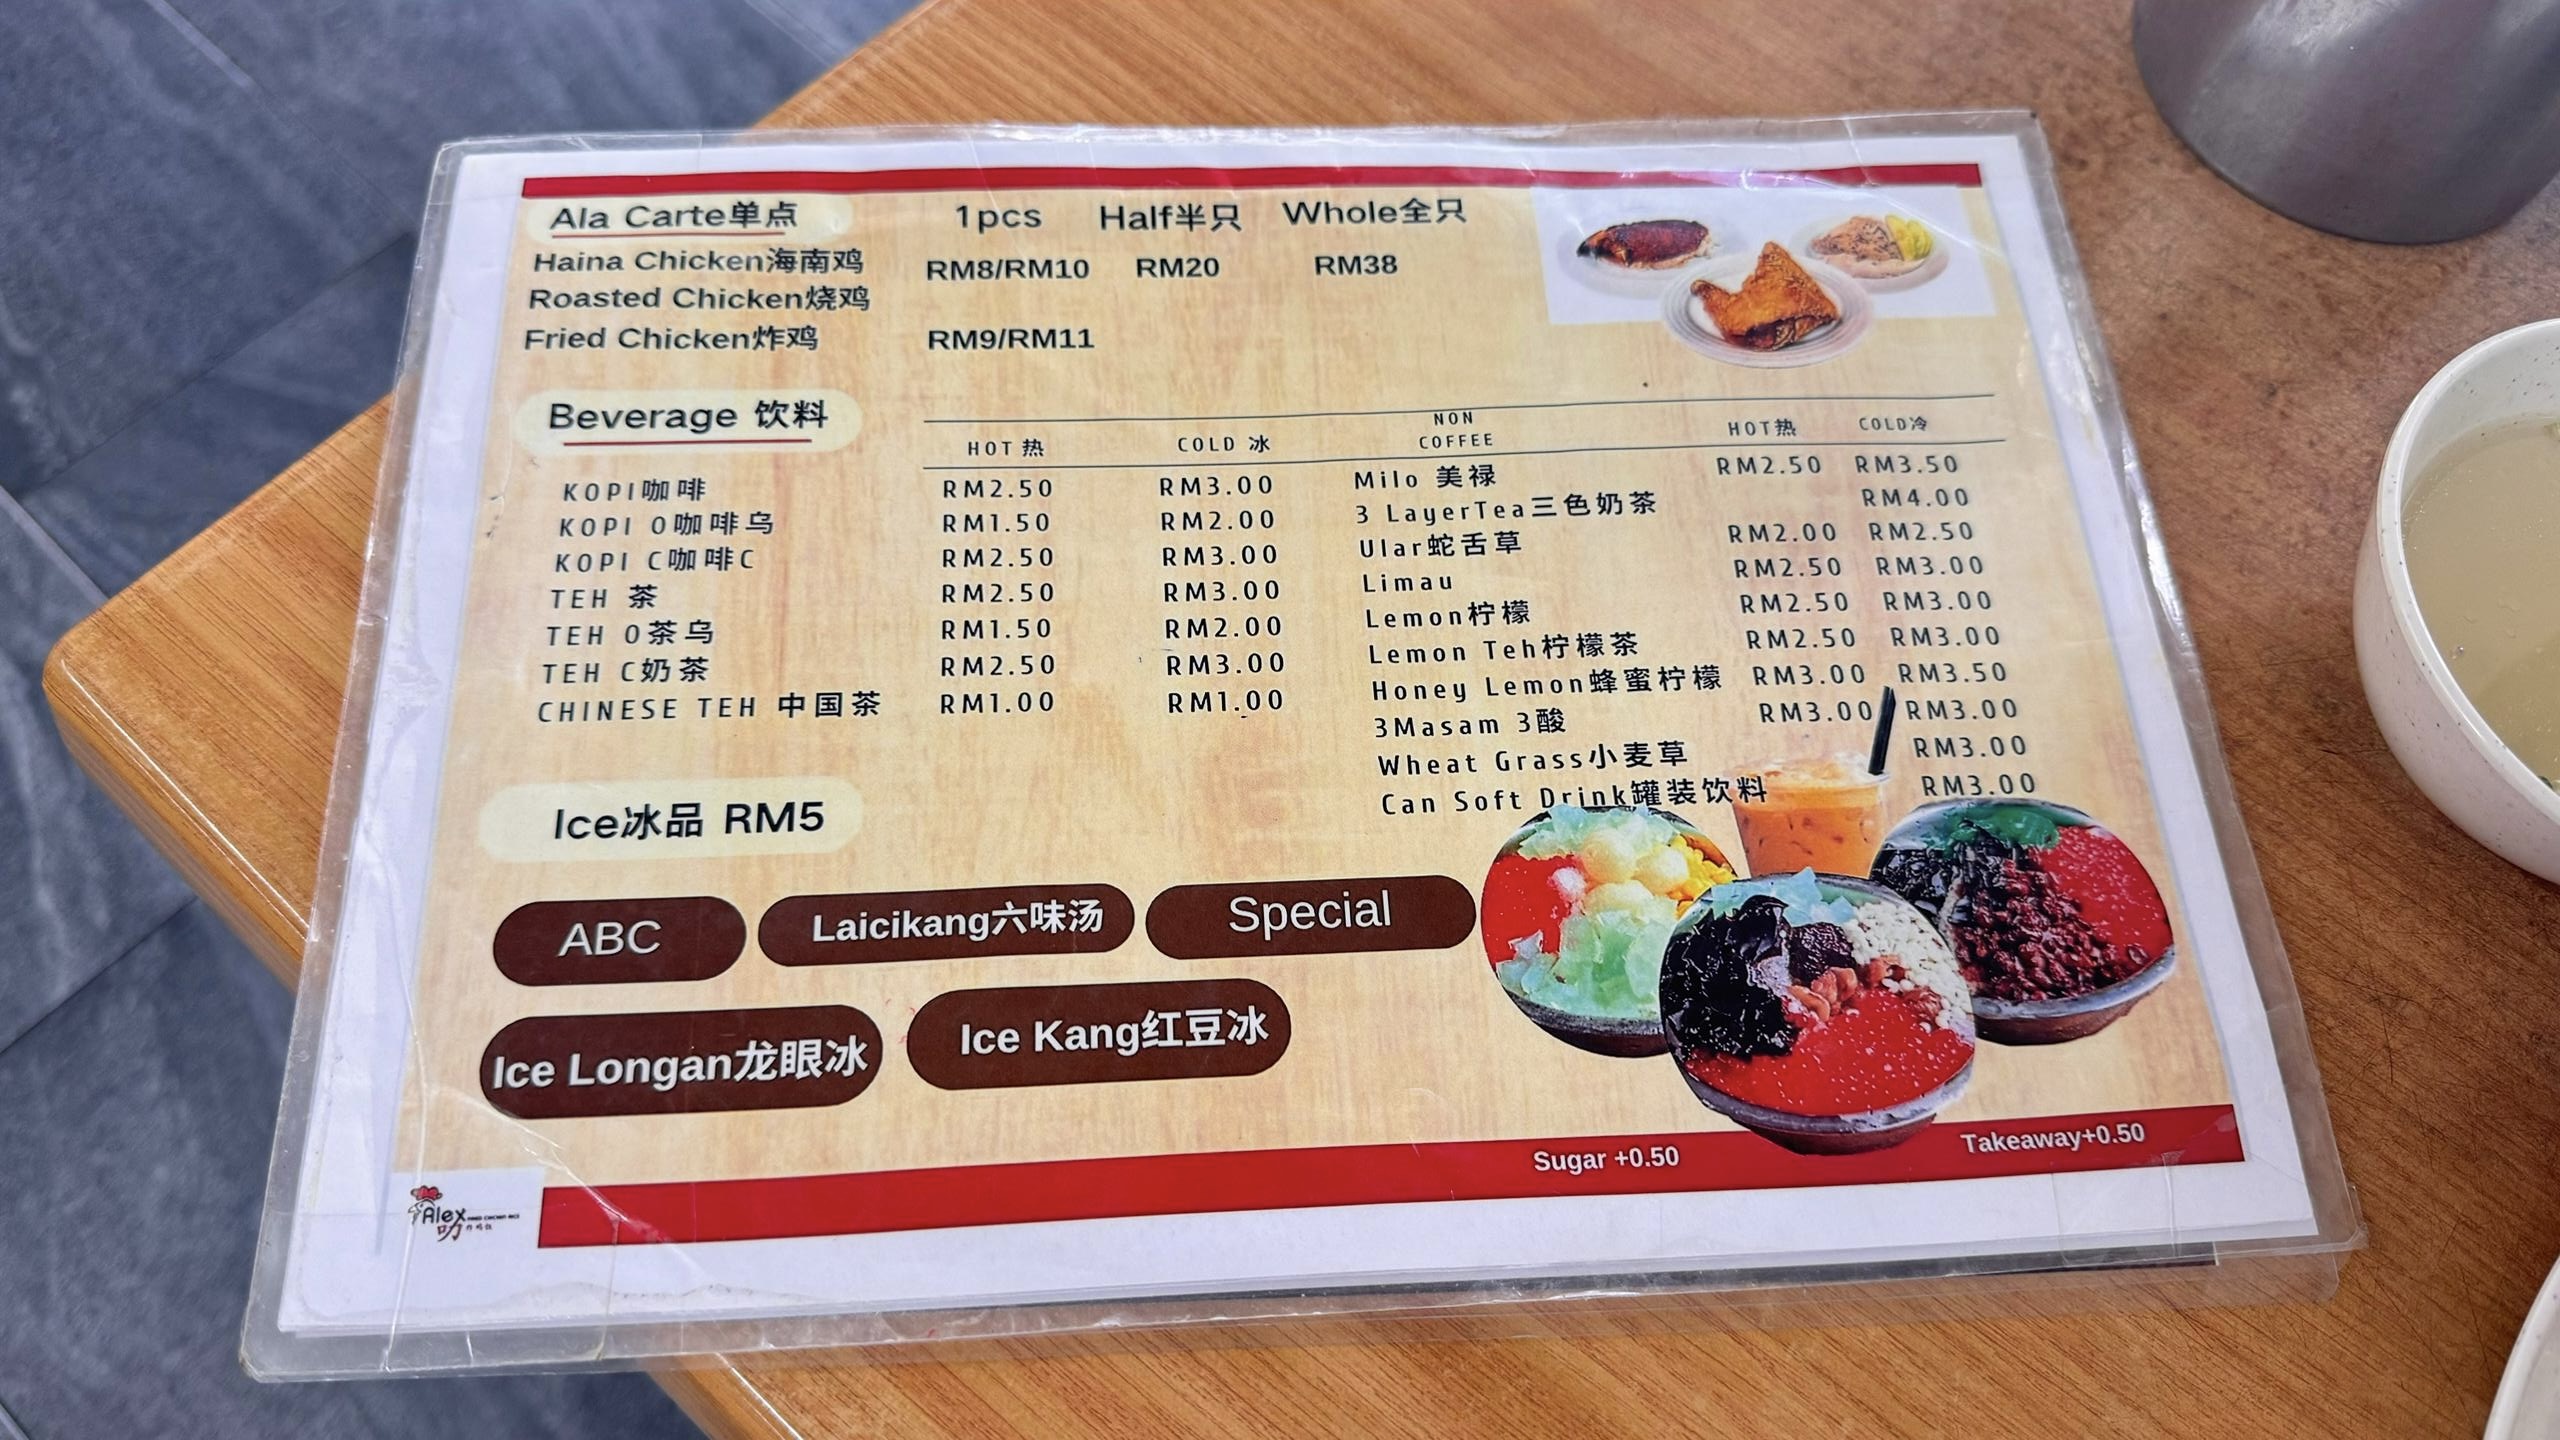 Ala Carte单点 1pcs Half半只 Whole全只
Haina Chicken海南鸡 RM8/RM10 RM20 RM38
Roasted Chicken烧鸡
Fried Chicken炸鸡 RM9/RM11
Beverage 饮料
HOT 热 COLD 冰
KOPI咖啡 RM2.50 RM3.00
KOPI O咖啡乌 RM1.50 RM2.00
KOPI C咖啡C RM2.50 RM3.00
TEH 茶 RM2.50 RM3.00
TEH O茶乌 RM1.50 RM2.00
TEH C奶茶 RM2.50 RM3.00
CHINESE TEH 中国茶 RM1.00 RM1.00
NON
COFFEE HOT热 COLD冷
Milo 美禄 RM2.50 RM3.50
3 LayerTea三色奶茶 RM4.00
Ular蛇舌草 RM2.00 RM2.50
Limau RM2.50 RM3.00
Lemon柠檬 RM2.50 RM3.00
Lemon Teh柠檬茶 RM2.50 RM3.00
Honey Lemon蜂蜜柠檬 RM3.00 RM3.50
3Masam 3酸 RM3.00 RM3.00
Wheat Grass小麦草 RM3.00
Can Soft Drink罐装饮料 RM3.00
Ice冰品 RM5
ABC Laicikang六味汤 Special
Ice Longan龙眼冰 Ice Kang红豆冰
Sugar +0.50 Takeaway+0.50
Alex FRIED CHICKEN RICE
叻 炸鸡饭